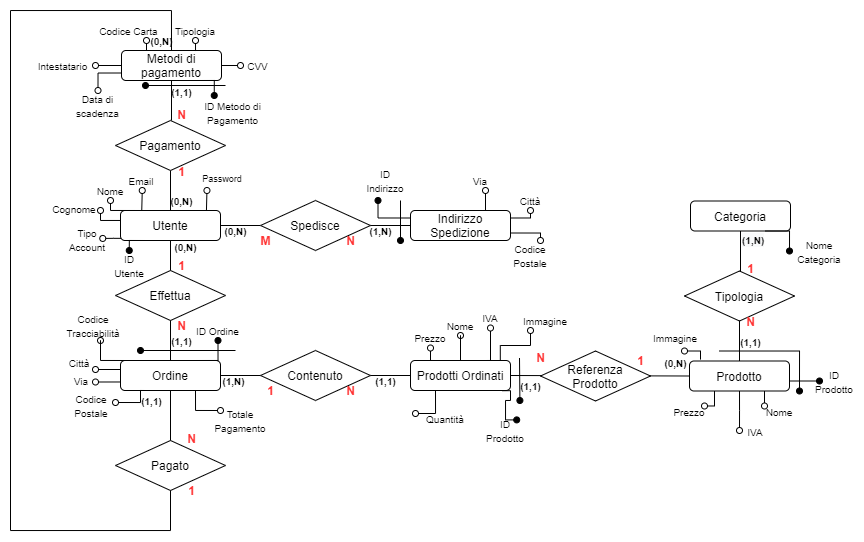 Codice Carta
Tipologia
(0,N)
Intestatario
Metodi di
pagamento
CVV
Data di
scadenza
(1,1)
ID Metodo di
Pagamento
N
Pagamento
1
Nome
Email
Password
(0,N)
Cognome
Utente
Tipo
Account
ID
Utente
(0,N)
(0,N)
M
Spedisce
N
(1,N)
ID
Indirizzo
Via
Città
Indirizzo
Spedizione
Codice
Postale
Categoria
(1,N)
Nome
Categoria
1
Tipologia
N
(1,1)
1
Effettua
N
(1,1)
Codice
Tracciabilità
ID Ordine
Città
Via
Ordine
Codice
Postale
(1,1)
Totale
Pagamento
(1,N)
1
Contenuto
N
(1,1)
Prezzo
Nome
IVA
Immagine
Prodotti Ordinati
Quantità
ID
Prodotto
(1,1)
N
Referenza
Prodotto
1
(0,N)
Immagine
Prodotto
ID
Prodotto
Prezzo
IVA
Nome
N
Pagato
1